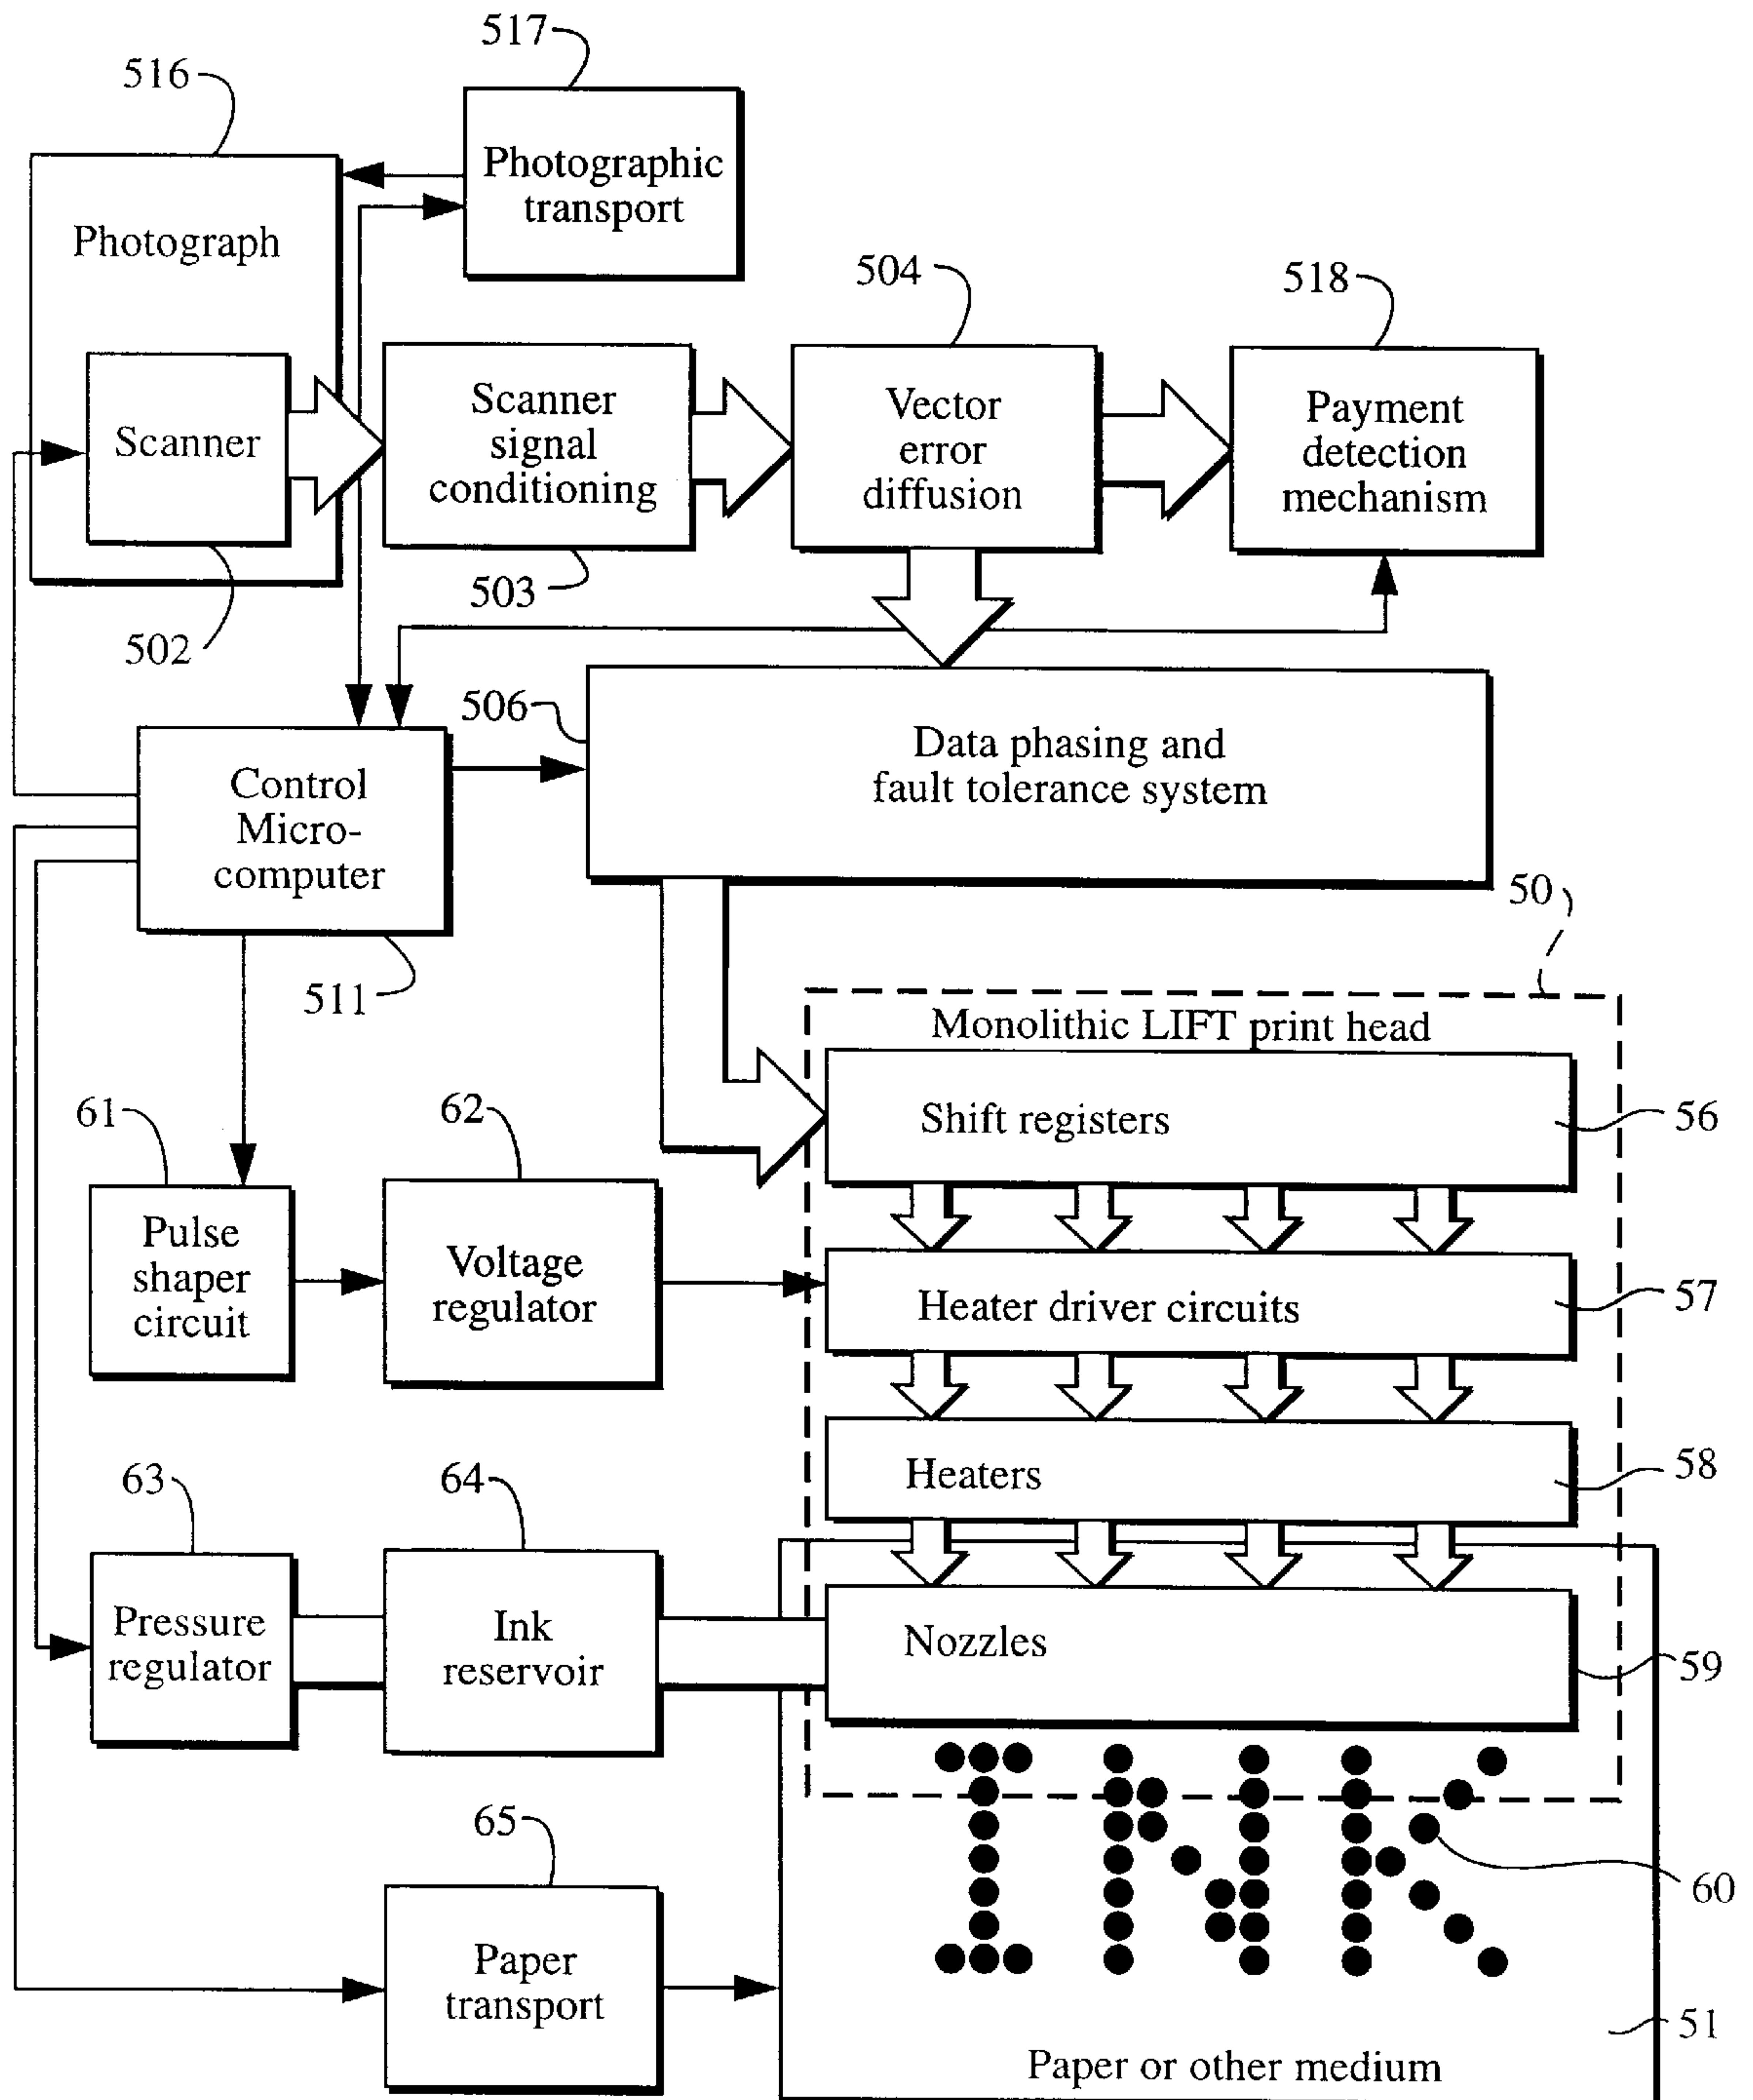 517
516
Photographic
transport
Photograph
504
518
Scanner
Scanner
signal
conditioning
Vector
error
diffusion
Payment
detection
mechanism
503
502
506
Data phasing and
fault tolerance system
Control
Micro-
computer
50
511
Monolithic LIFT print head
61
62
Shift registers
56
Pulse
shaper
circuit
Voltage
regulator
Heater driver circuits
57
63
64
Heaters
58
Pressure
regulator
Ink
reservoir
Nozzles
59
65
INK
60
Paper
transport
51
Paper or other medium